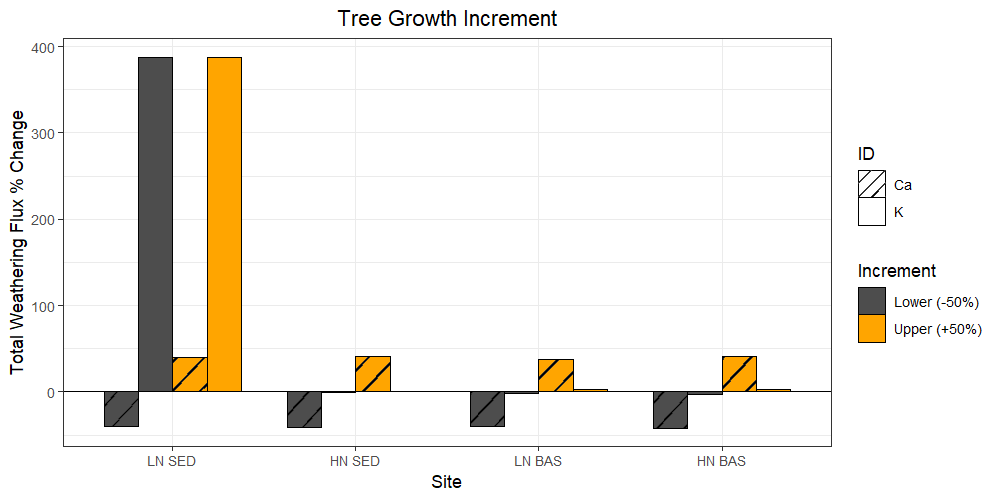 Tree Growth Increment
Total Weathering Flux % Change
400
300
200
100
0
LN SED
HN SED
LN BAS
HN BAS
Site
ID
Ca
K
Increment
Lower (-50%)
Upper (+50%)